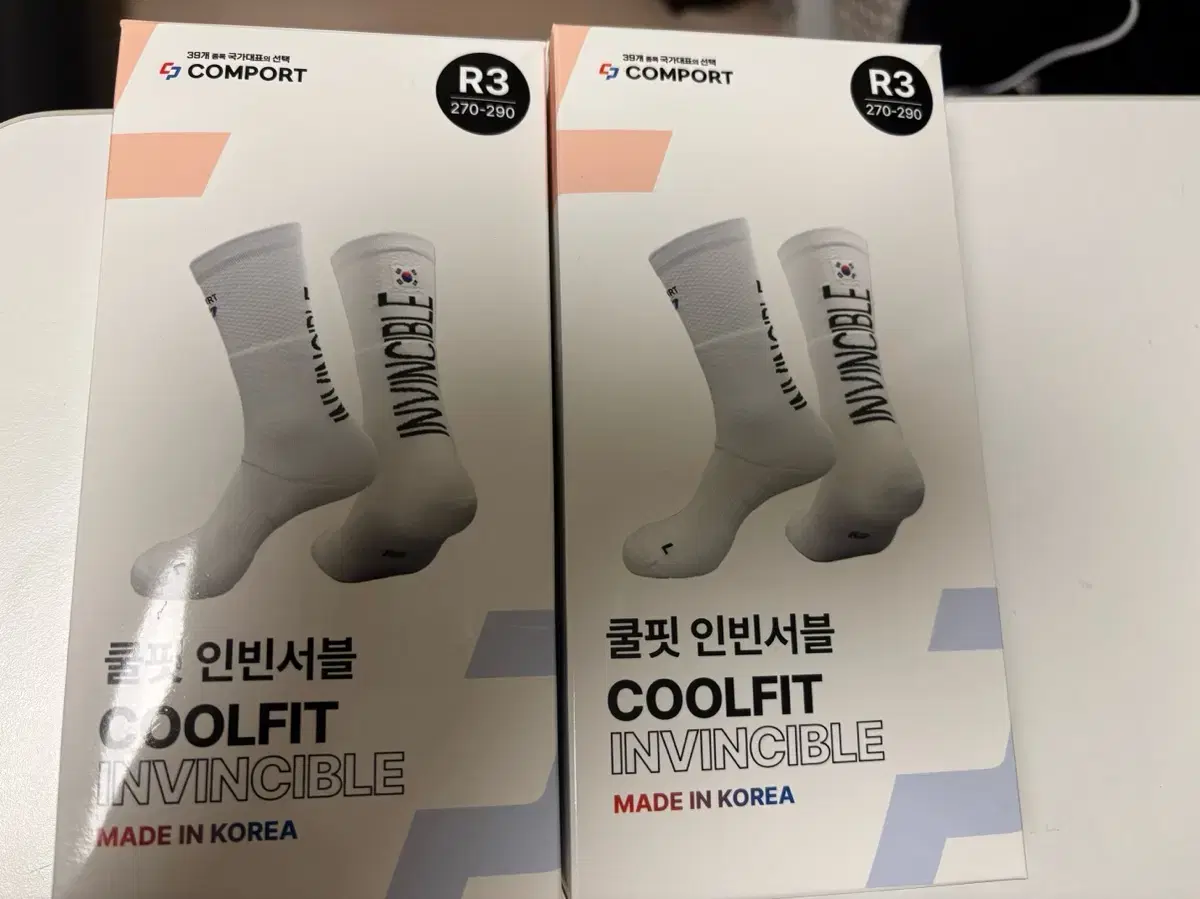 39개 종목 국가대표의 선택
COMPORT
R3
270-290
INVINCIBLE
INVINCIBLE
쿨핏 인빈서블
COOLFIT
INVINCIBLE
MADE IN KOREA
39개 종목 국가대표의 선택
COMPORT
R3
270-290
INVINCIBLE
INVINCIBLE
L
쿨핏 인빈서블
COOLFIT
INVINCIBLE
MADE IN KOREA